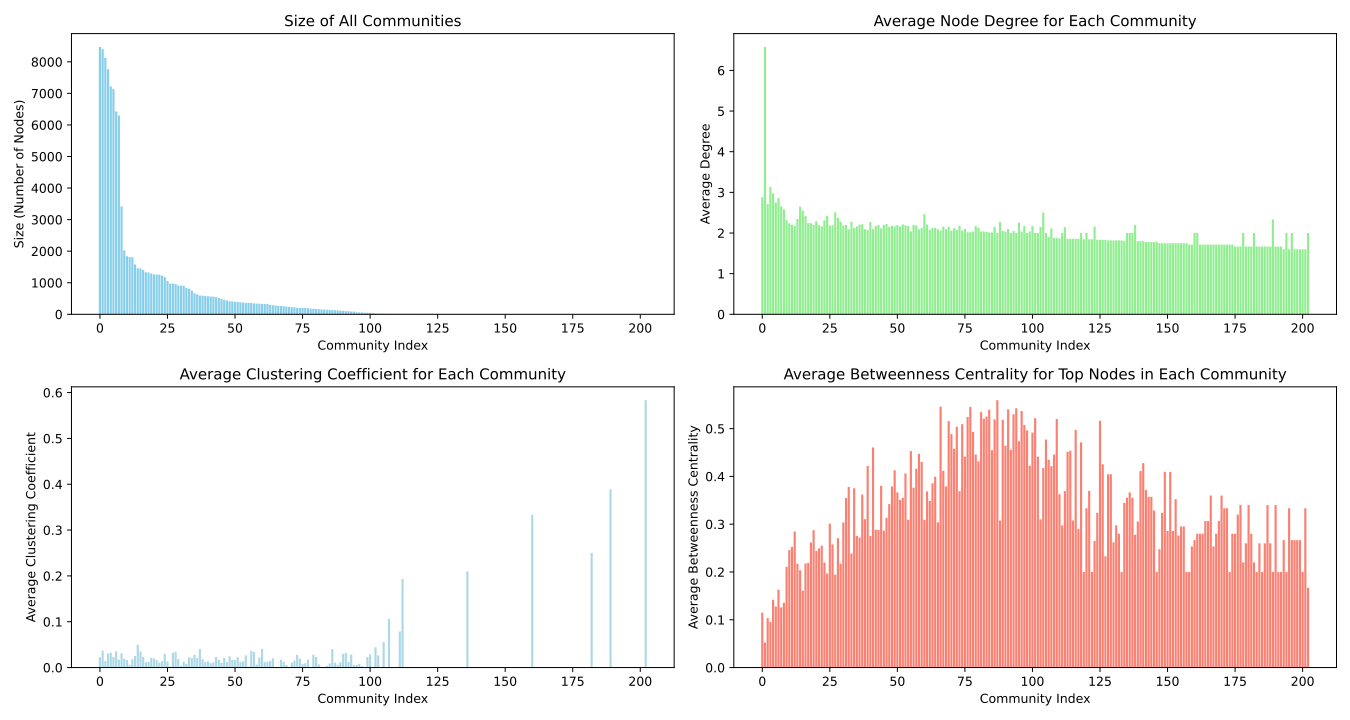 Size of All Communities
Size (Number of Nodes)
8000
7000
6000
5000
4000
3000
2000
1000
0
0 25 50 75 100 125 150 175 200
Community Index
Average Node Degree for Each Community
Average Degree
6
5
4
3
2
1
0
0 25 50 75 100 125 150 175 200
Community Index
Average Clustering Coefficient for Each Community
Average Clustering Coefficient
0.6
0.5
0.4
0.3
0.2
0.1
0.0
0 25 50 75 100 125 150 175 200
Community Index
Average Betweenness Centrality for Top Nodes in Each Community
Average Betweenness Centrality
0.5
0.4
0.3
0.2
0.1
0.0
0 25 50 75 100 125 150 175 200
Community Index